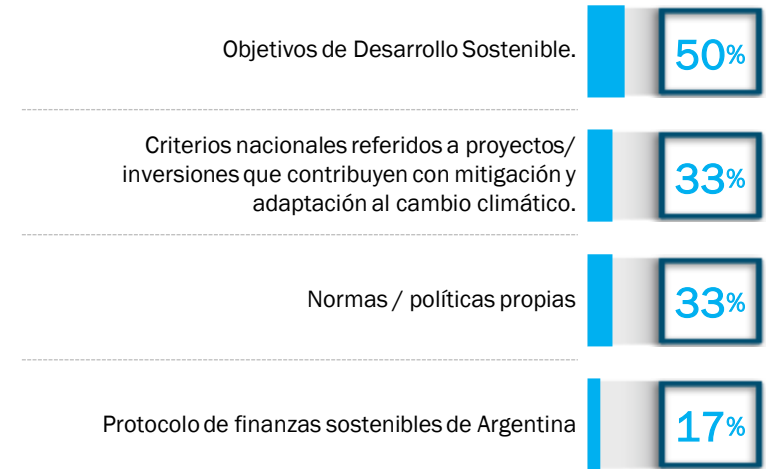 Objetivos de Desarrollo Sostenible.
50%
Criterios nacionales referidos a proyectos/
inversiones que contribuyen con mitigación y
adaptación al cambio climático.
33%
Normas / políticas propias
33%
Protocolo de finanzas sostenibles de Argentina
17%